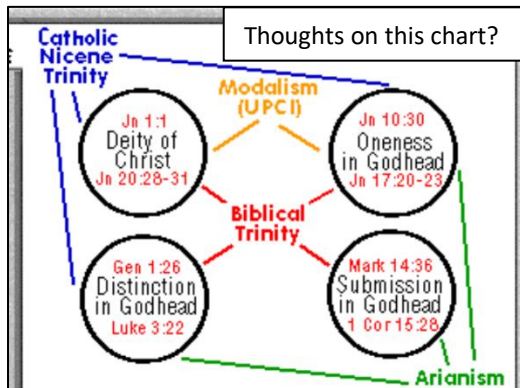 Thoughts on this chart?
Catholic
Nicene
Trinity
Modalism
(UPCI)
Jn 1:1
Deity of
Christ
Jn 20:28-31
Jn 10:30
Oneness
in Godhead
Jn 17:20-23
Biblical
Trinity
Gen 1:26
Distinction
in Godhead
Luke 3:22
Mark 14:36
Submission
in Godhead
1 Cor 15:28
Arianism